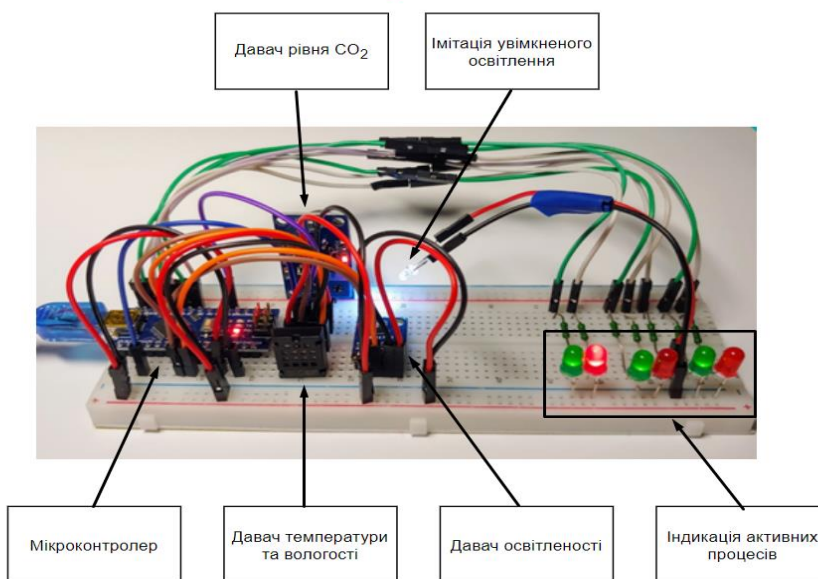 Давач рівня CO₂
Імітація увімкненого
освітлення
Мікроконтролер
Давач температури
та вологості
Давач освітленості
Індикація активних
процесів